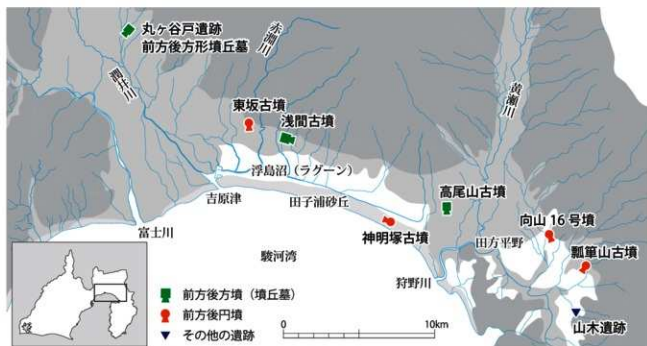 丸ヶ谷戸遺跡
前方後方形墳丘墓
赤淵川
潤井川
黄瀬川
東坂古墳
浅間古墳
浮島沼（ラグーン）
高尾山古墳
吉原津
田子浦砂丘
向山16号墳
富士川
神明塚古墳
田方平野
瓢箪山古墳
駿河湾
狩野川
前方後方墳（墳丘墓）
前方後円墳
山木遺跡
その他の遺跡
0
10km